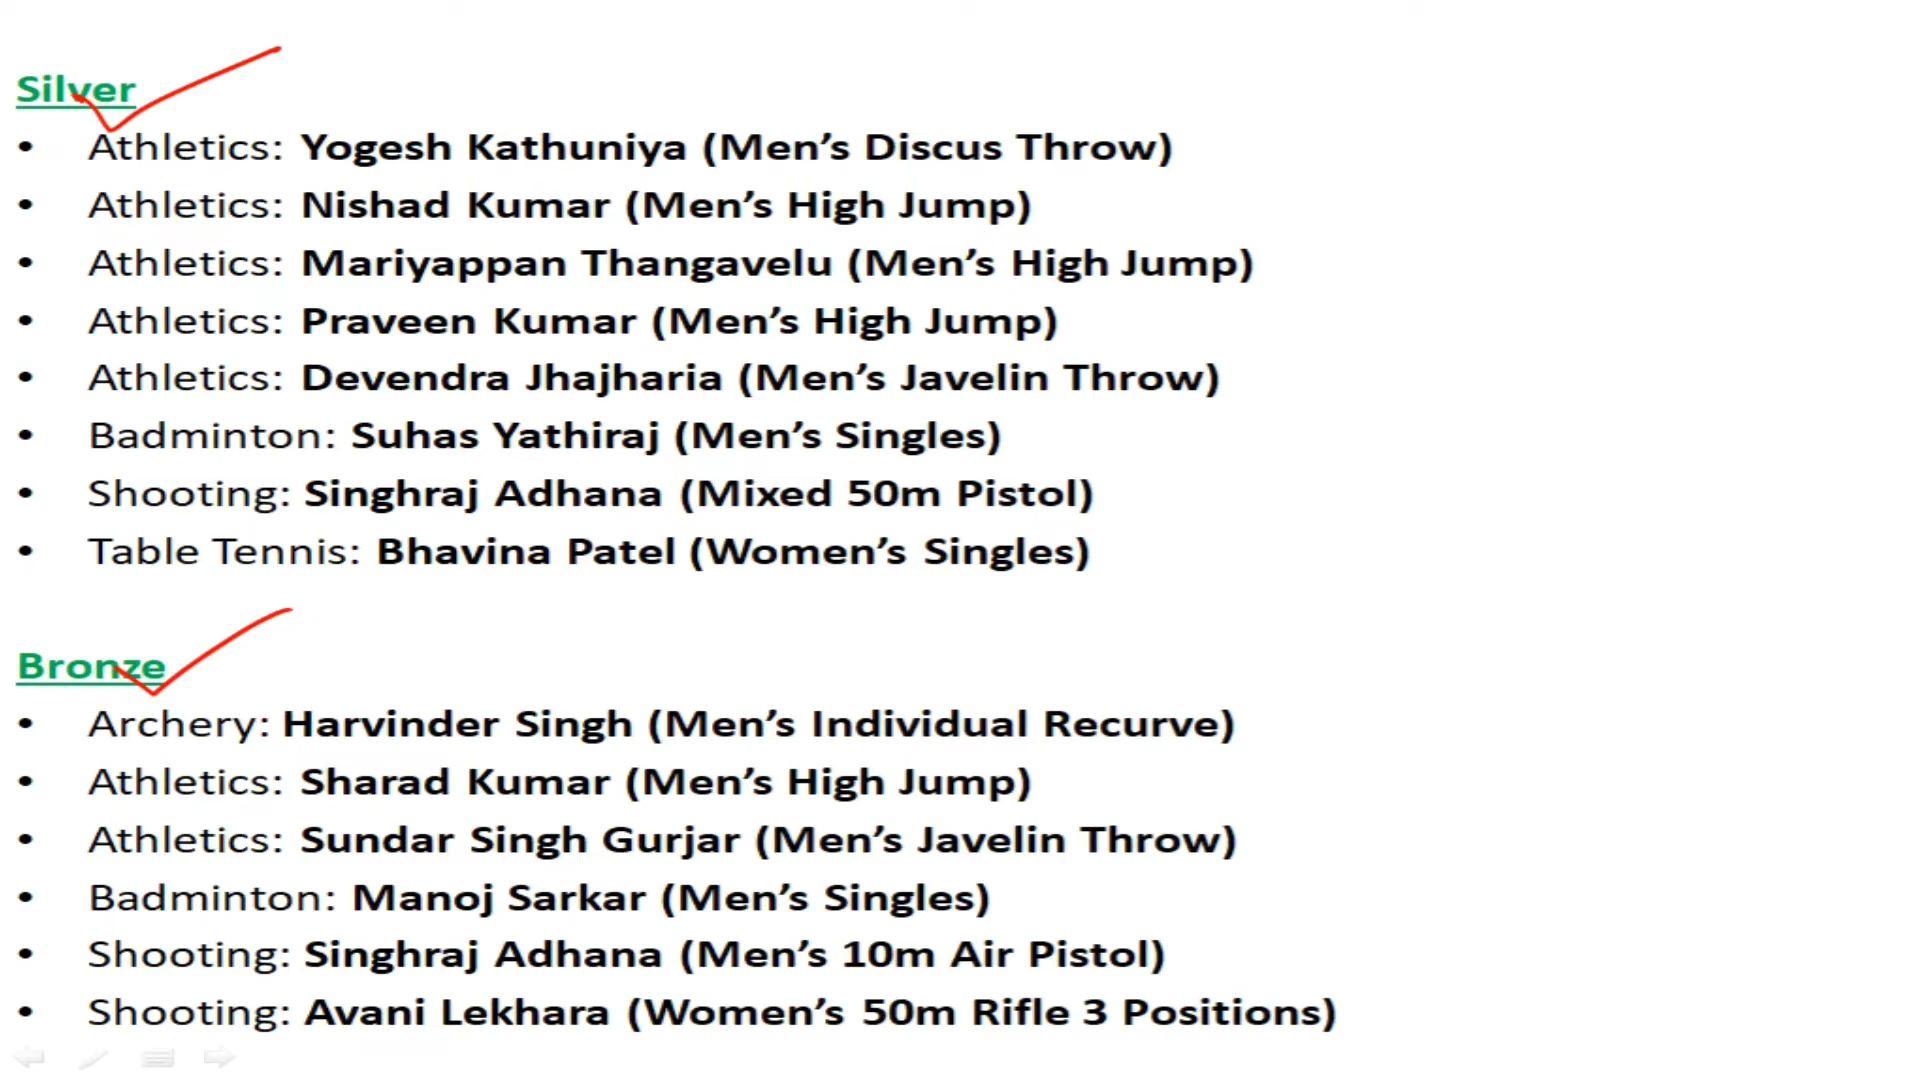 Silver
• Athletics: Yogesh Kathuniya (Men’s Discus Throw)
• Athletics: Nishad Kumar (Men’s High Jump)
• Athletics: Mariyappan Thangavelu (Men’s High Jump)
• Athletics: Praveen Kumar (Men’s High Jump)
• Athletics: Devendra Jhajharia (Men’s Javelin Throw)
• Badminton: Suhas Yathiraj (Men’s Singles)
• Shooting: Singhraj Adhana (Mixed 50m Pistol)
• Table Tennis: Bhavina Patel (Women’s Singles)
Bronze
• Archery: Harvinder Singh (Men’s Individual Recurve)
• Athletics: Sharad Kumar (Men’s High Jump)
• Athletics: Sundar Singh Gurjar (Men’s Javelin Throw)
• Badminton: Manoj Sarkar (Men’s Singles)
• Shooting: Singhraj Adhana (Men’s 10m Air Pistol)
• Shooting: Avani Lekhara (Women’s 50m Rifle 3 Positions)